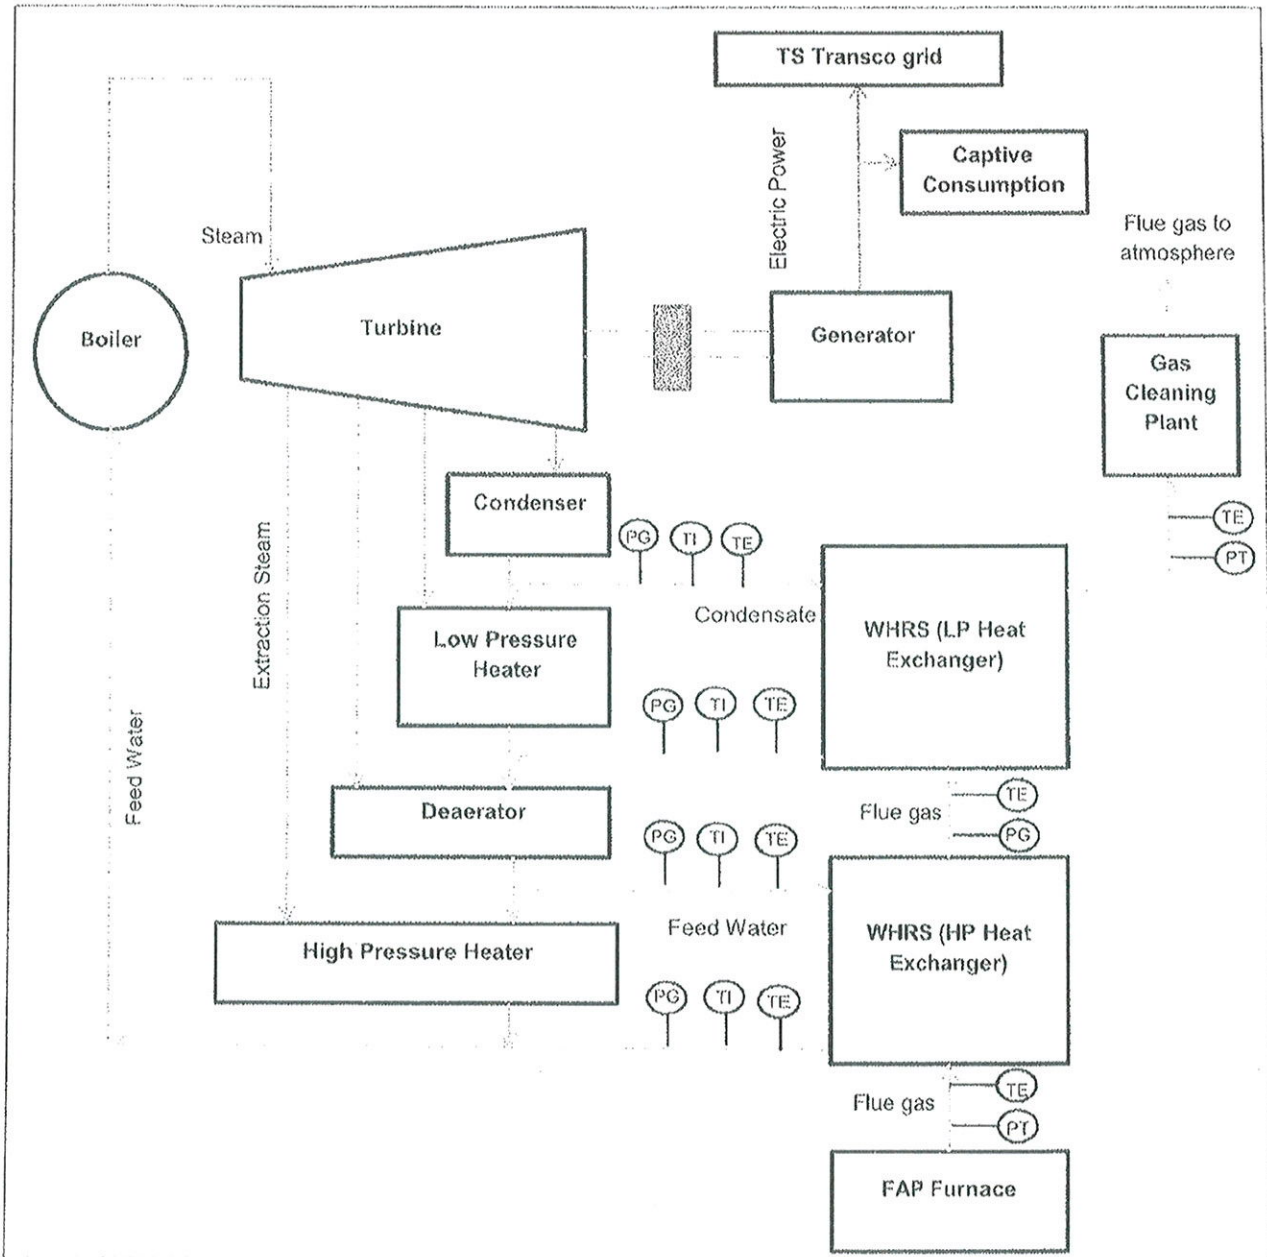 TS Transco grid
Captive
Consumption
Electric Power
Flue gas to
atmosphere
Steam
Boiler
Turbine
Generator
Gas
Cleaning
Plant
Condenser
PG
TI
TE
TE
PT
Extraction Steam
Condensate
WHRS (LP Heat
Exchanger)
Low Pressure
Heater
PG
TI
TE
Feed Water
Deaerator
Flue gas
TE
PG
PG
TI
TE
Feed Water
WHRS (HP Heat
Exchanger)
High Pressure Heater
PG
TI
TE
Flue gas
TE
PT
FAP Furnace